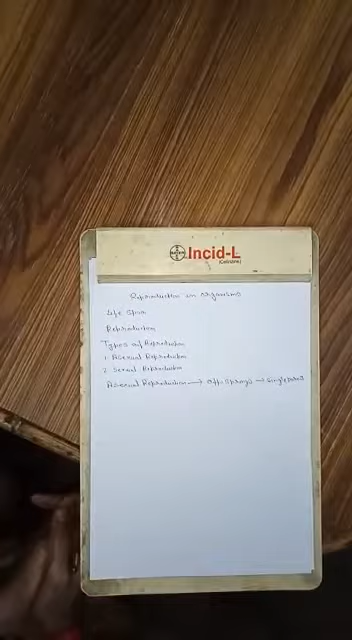 BAYER
Incid-L
Reproduction in organisms
Life Span
Reproduction
Types of Reproduction
1. Asexual Reproduction
2. Sexual Reproduction
Asexual Reproduction → offsprings → single